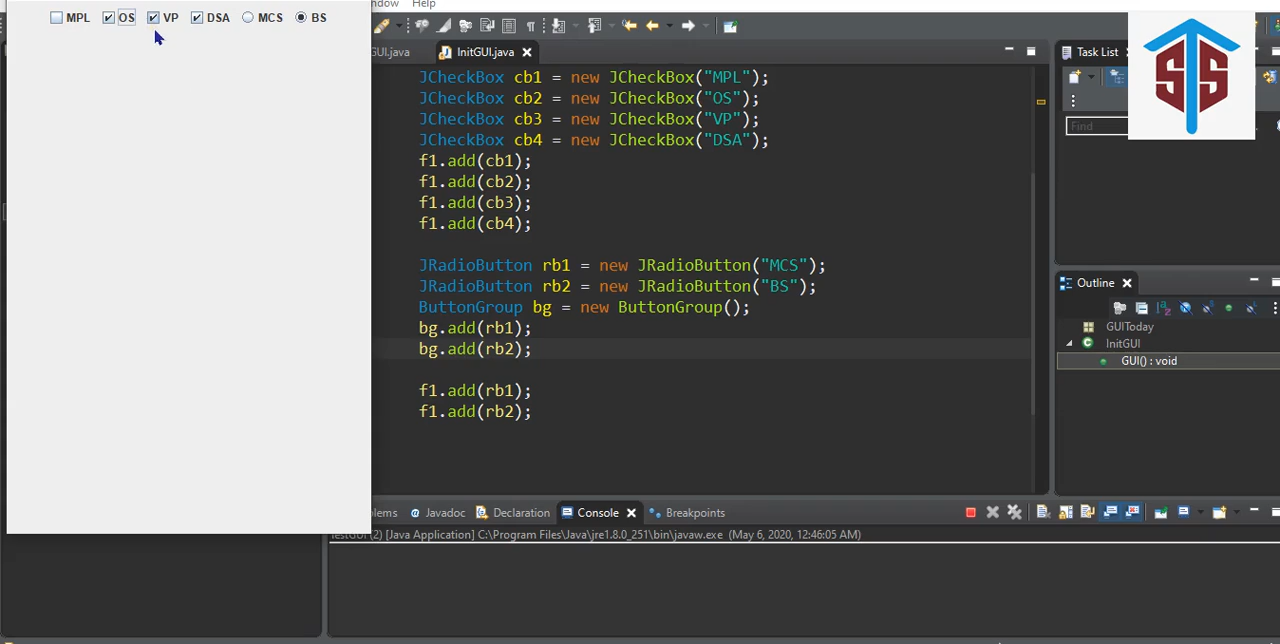 ndow Help
MPL OS VP DSA MCS BS
GUI.java InitGUI.java
Task List
Find
JCheckBox cb1 = new JCheckBox("MPL");
JCheckBox cb2 = new JCheckBox("OS");
JCheckBox cb3 = new JCheckBox("VP");
JCheckBox cb4 = new JCheckBox("DSA");
f1.add(cb1);
f1.add(cb2);
f1.add(cb3);
f1.add(cb4);
JRadioButton rb1 = new JRadioButton("MCS");
JRadioButton rb2 = new JRadioButton("BS");
ButtonGroup bg = new ButtonGroup();
bg.add(rb1);
bg.add(rb2);
f1.add(rb1);
f1.add(rb2);
Outline
GUIToday
InitGUI
GUI() : void
lems Javadoc Declaration Console Breakpoints
TestGUI (2) [Java Application] C:\Program Files\Java\jre1.8.0_251\bin\javaw.exe (May 6, 2020, 12:46:05 AM)